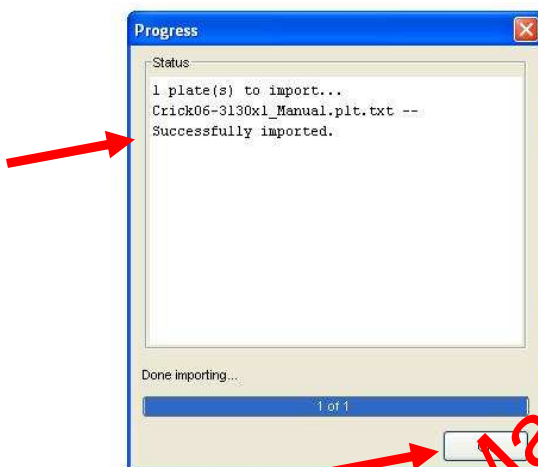 Progress
Status
1 plate(s) to import...
Crick06-3130xl_Manual.plt.txt --
Successfully imported.
Done importing...
1 of 1